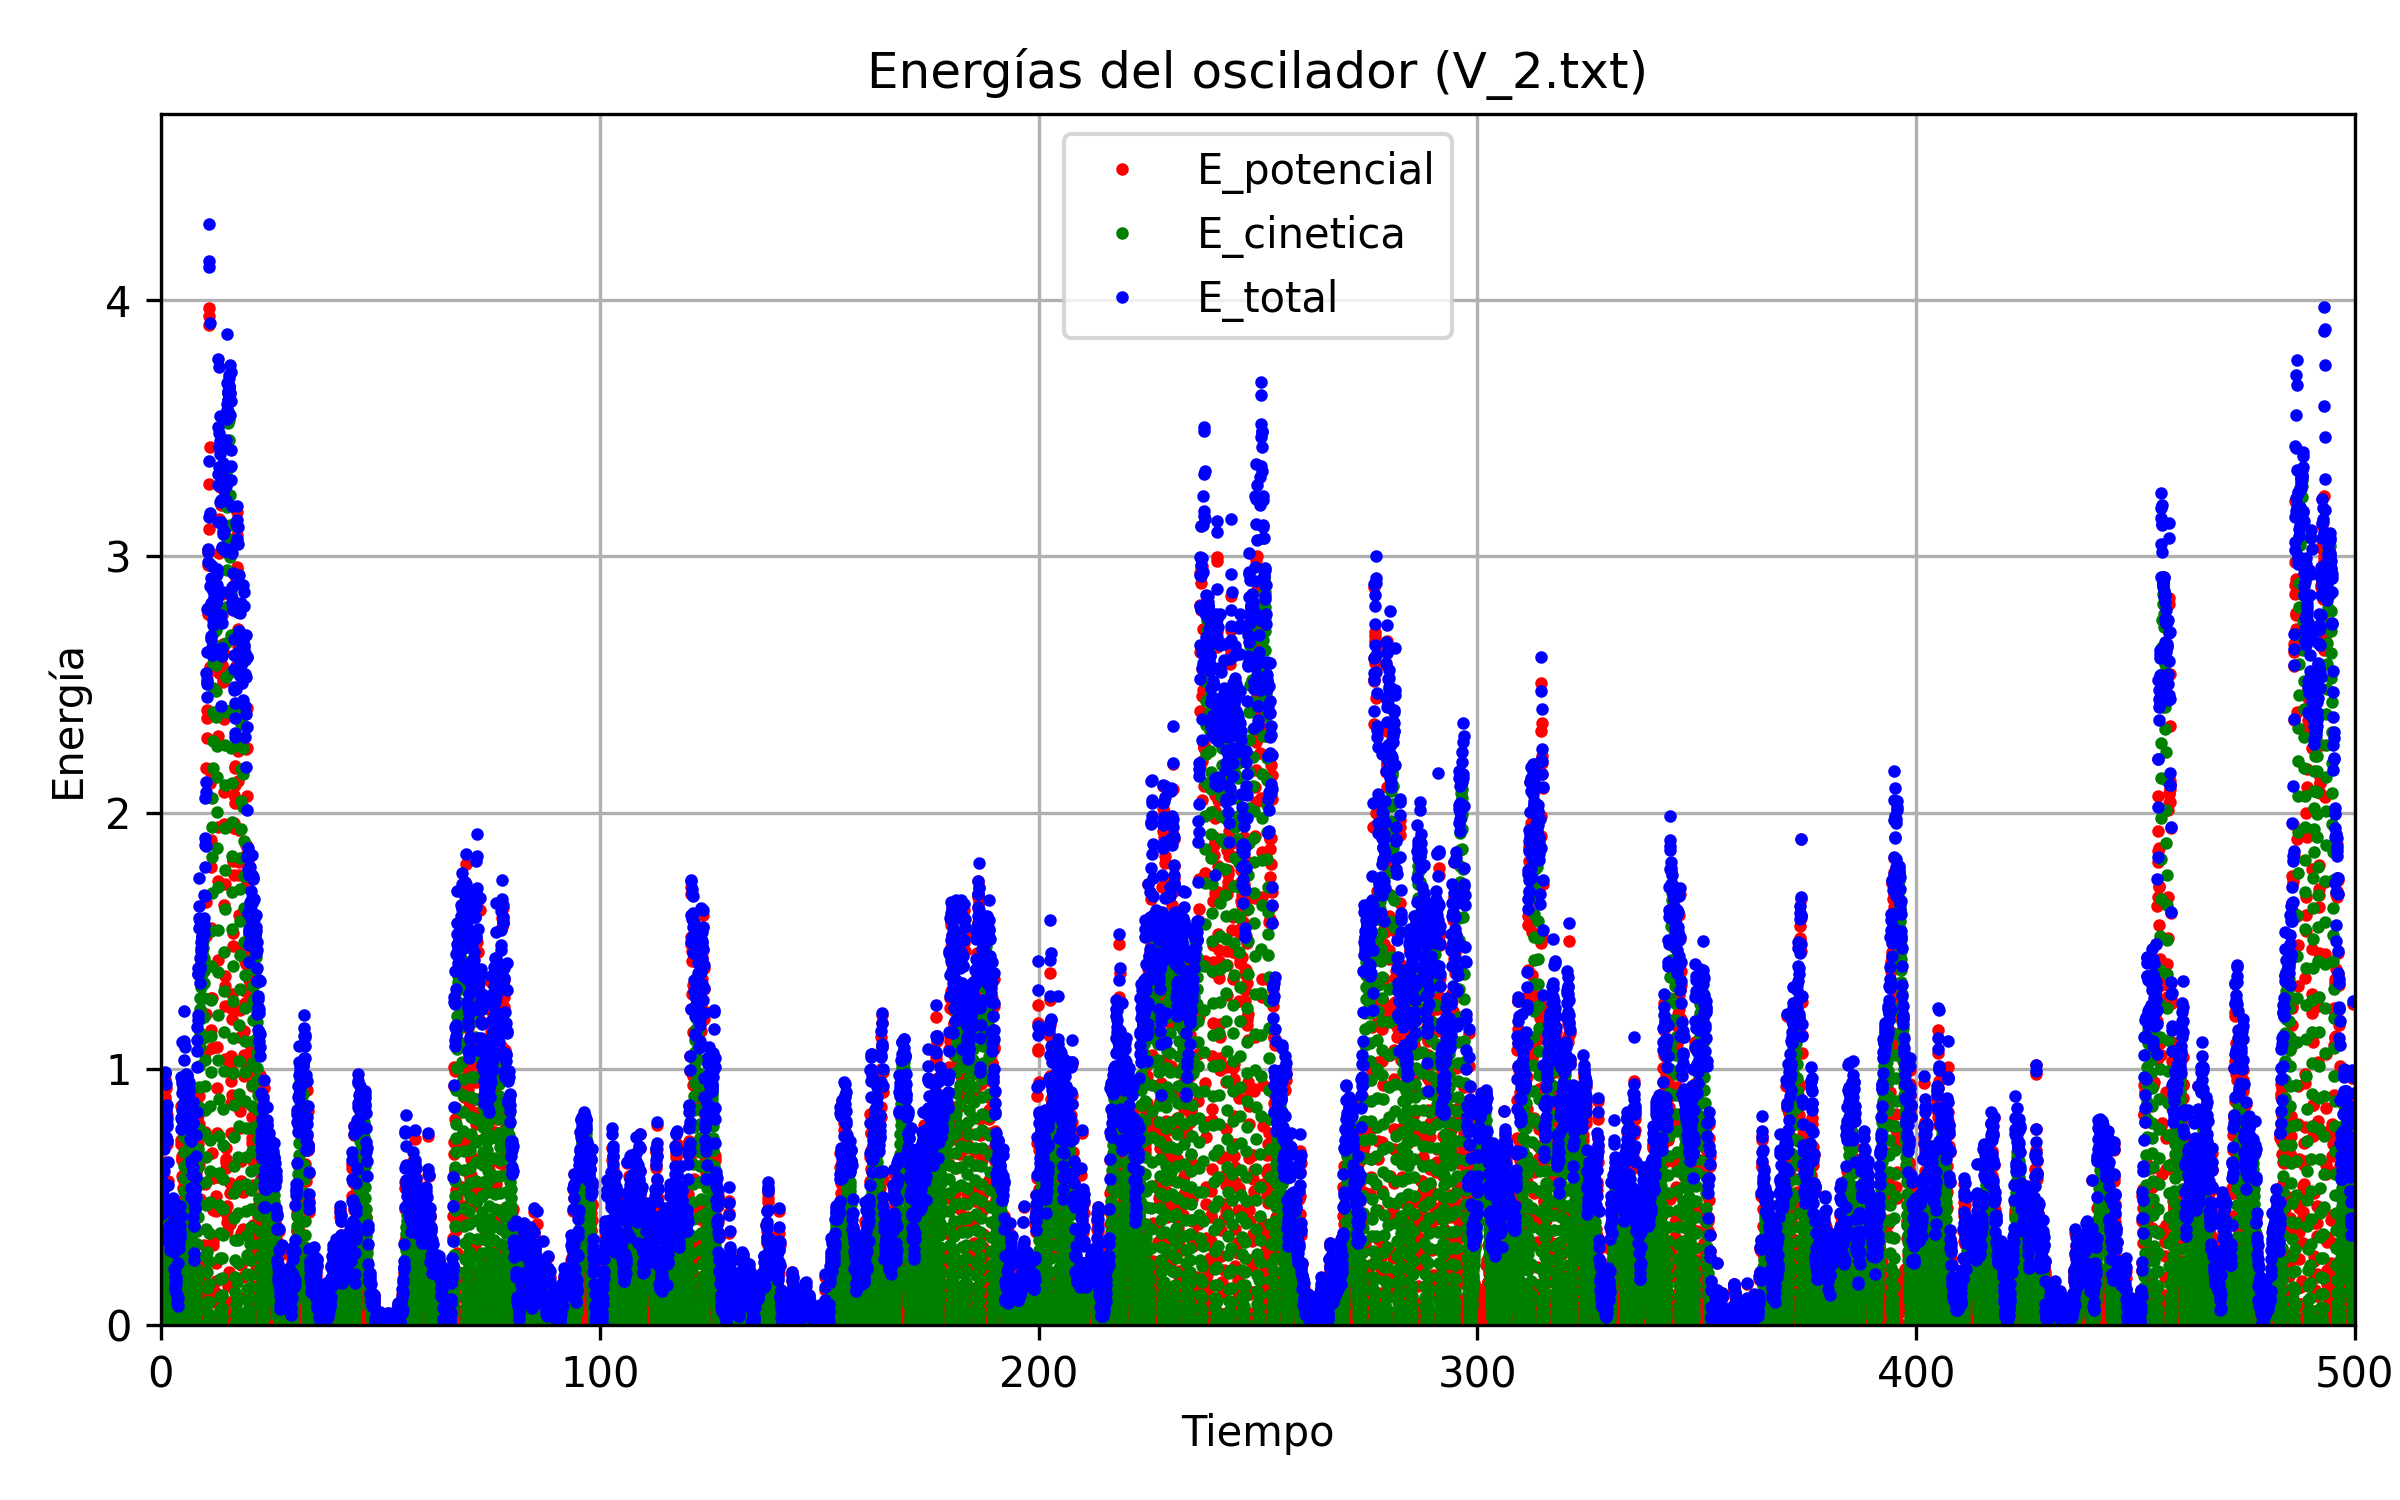 Energías del oscilador (V_2.txt)
E_potencial
E_cinetica
E_total
Energía
4
3
2
1
0
0 100 200 300 400 500
Tiempo